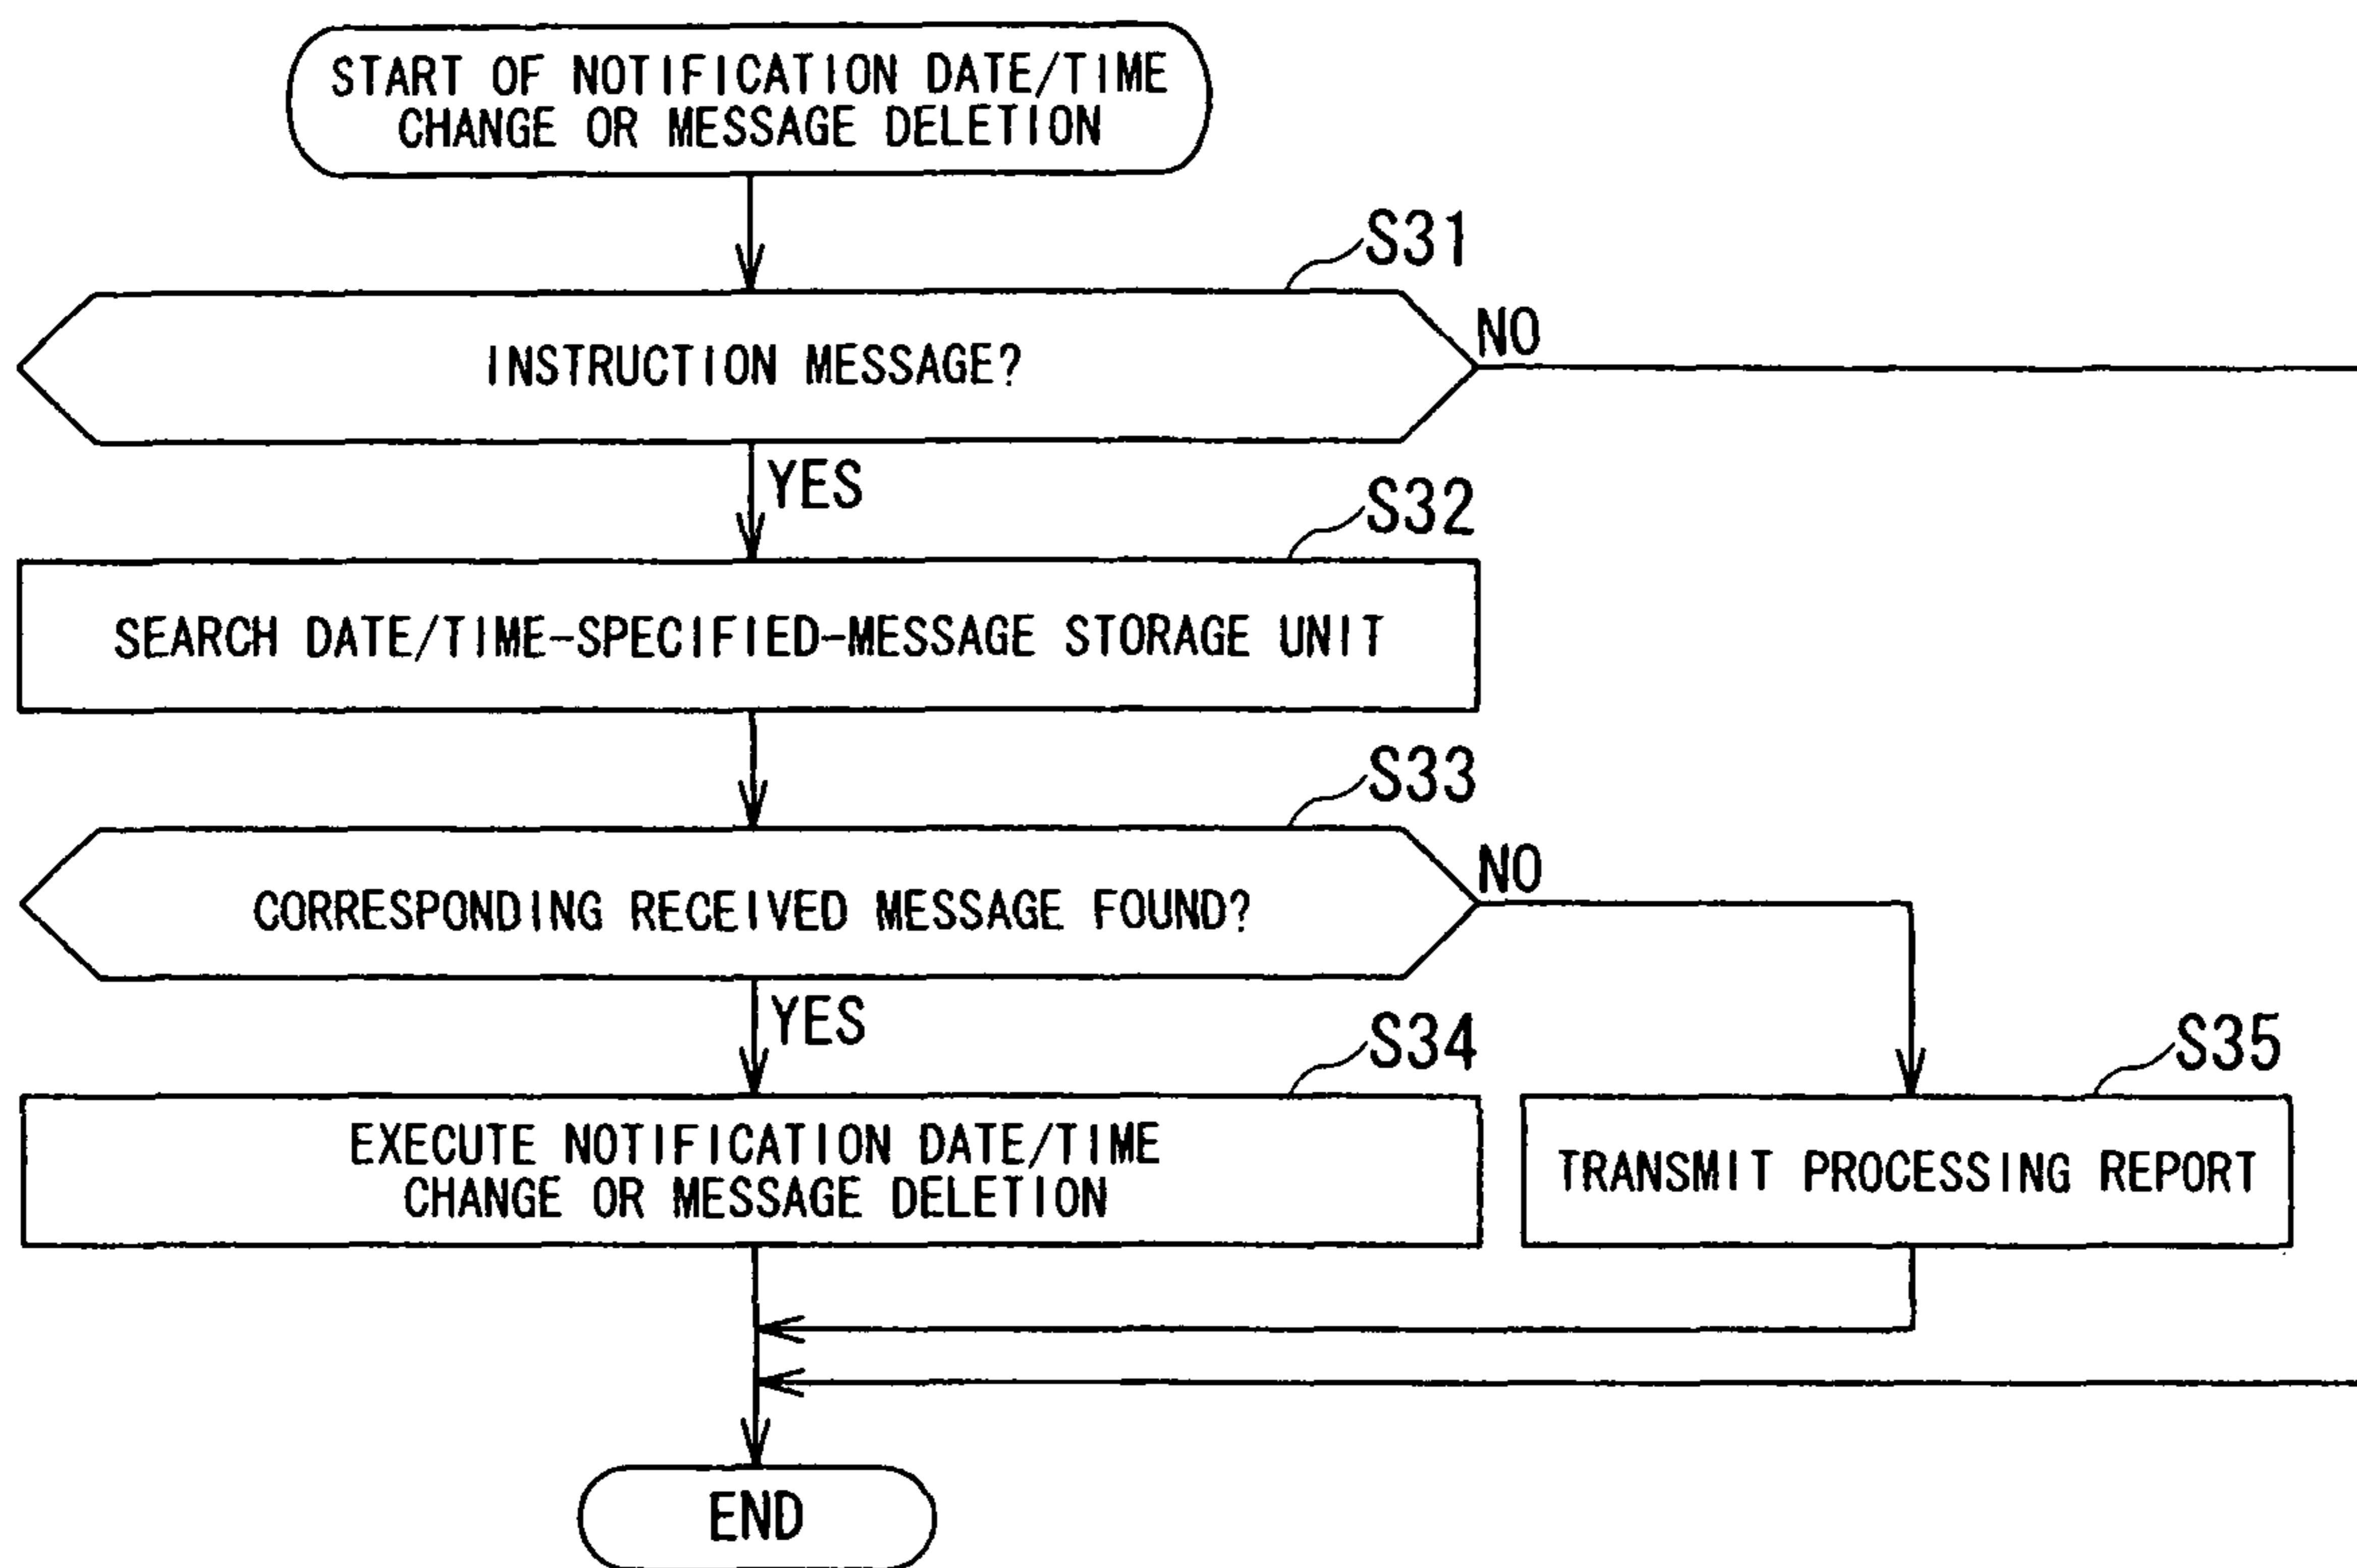 START OF NOTIFICATION DATE/TIME
CHANGE OR MESSAGE DELETION
S31
INSTRUCTION MESSAGE?
NO
YES
S32
SEARCH DATE/TIME-SPECIFIED-MESSAGE STORAGE UNIT
S33
CORRESPONDING RECEIVED MESSAGE FOUND?
NO
YES
S34
EXECUTE NOTIFICATION DATE/TIME
CHANGE OR MESSAGE DELETION
S35
TRANSMIT PROCESSING REPORT
END